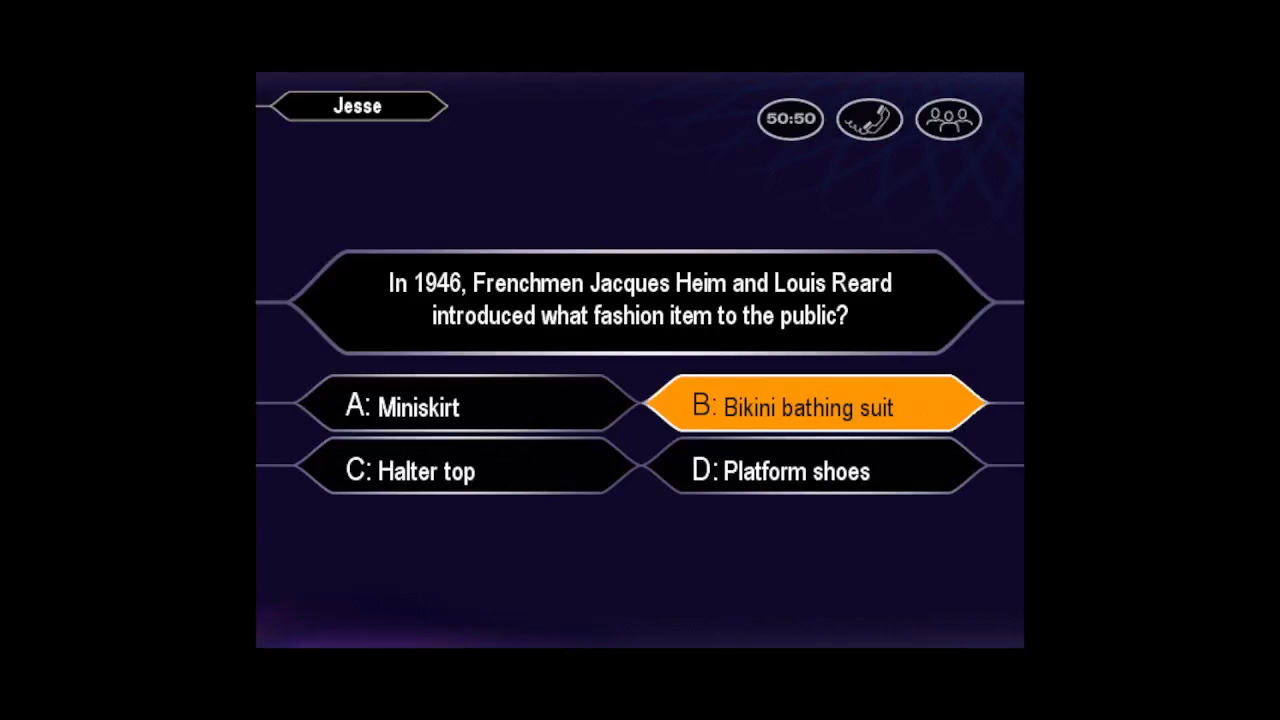 Jesse
50:50
In 1946, Frenchmen Jacques Heim and Louis Reard
introduced what fashion item to the public?
A: Miniskirt
B: Bikini bathing suit
C: Halter top
D: Platform shoes